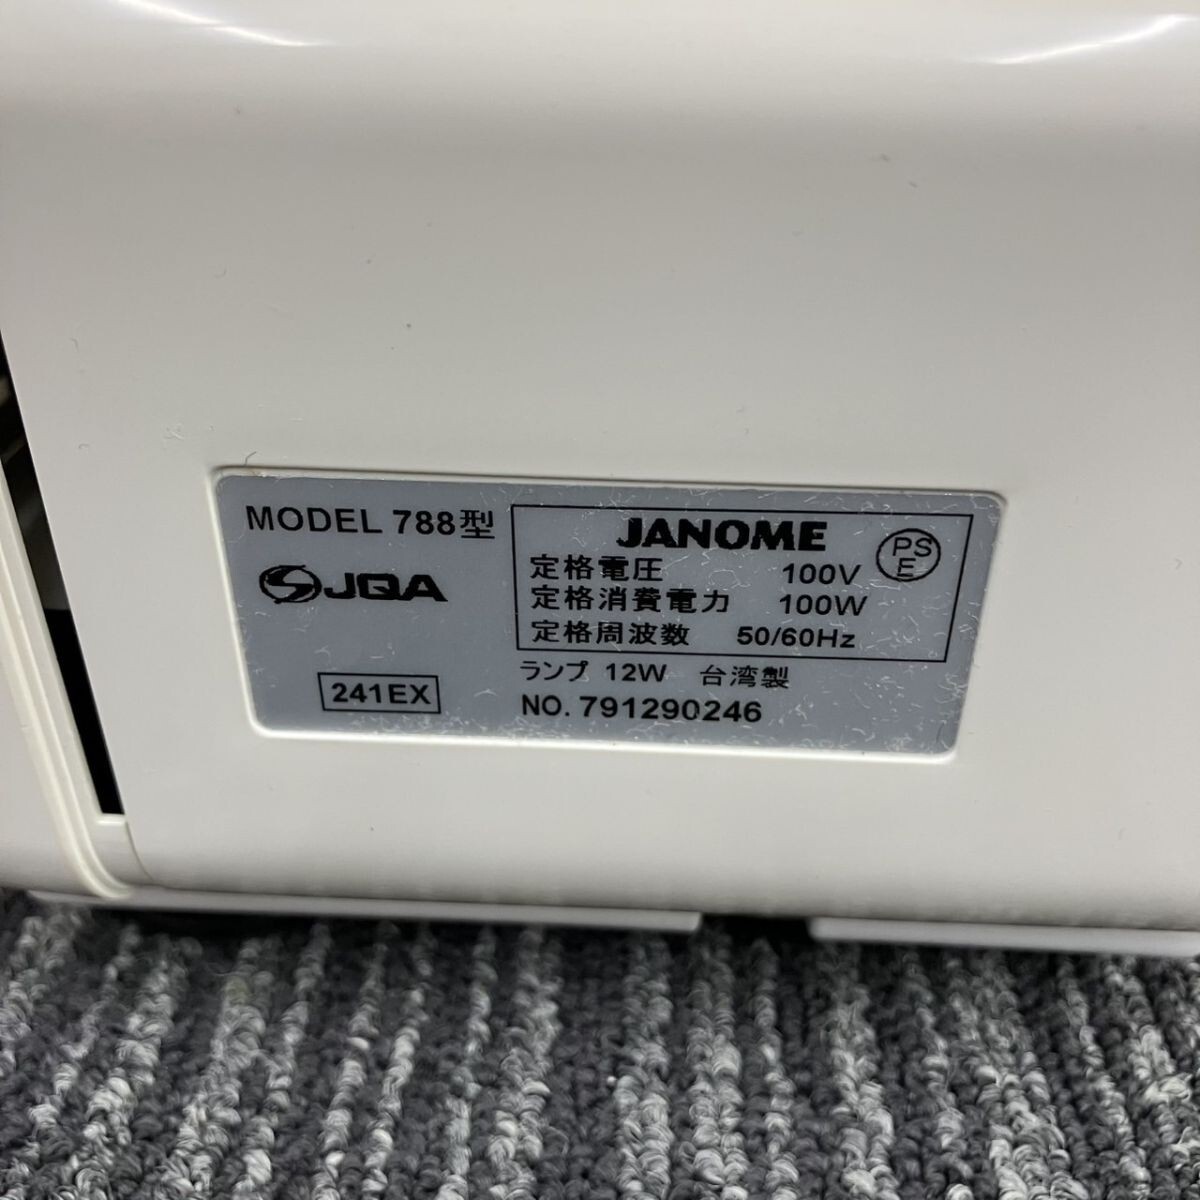 MODEL 788型
JQA
241EX
JANOME
PS
E
定格電圧 100V
定格消費電力 100W
定格周波数 50/60Hz
ランプ 12W 台湾製
NO. 791290246